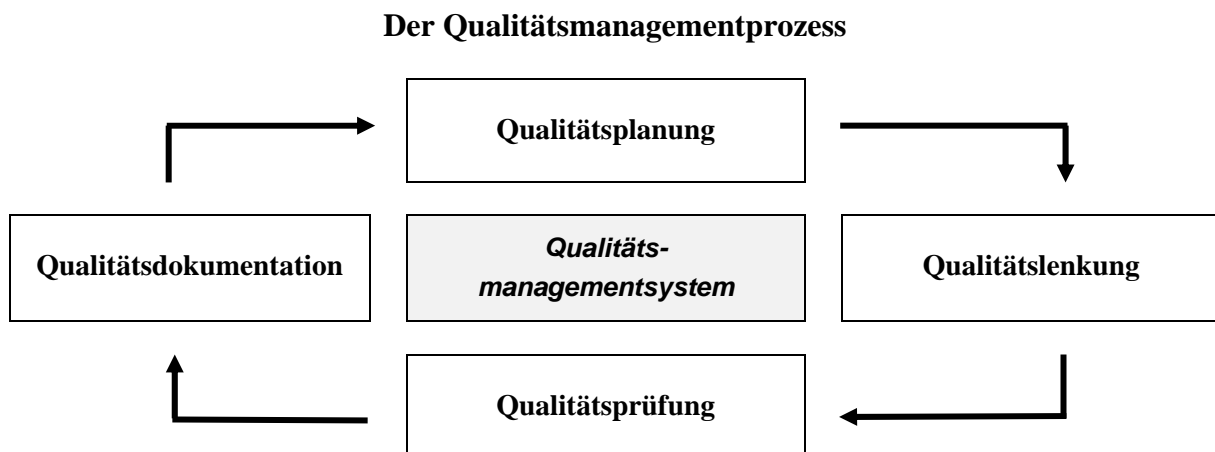 Der Qualitätsmanagementprozess
Qualitätsplanung
Qualitätsdokumentation
Qualitäts-
managementsystem
Qualitätslenkung
Qualitätsprüfung